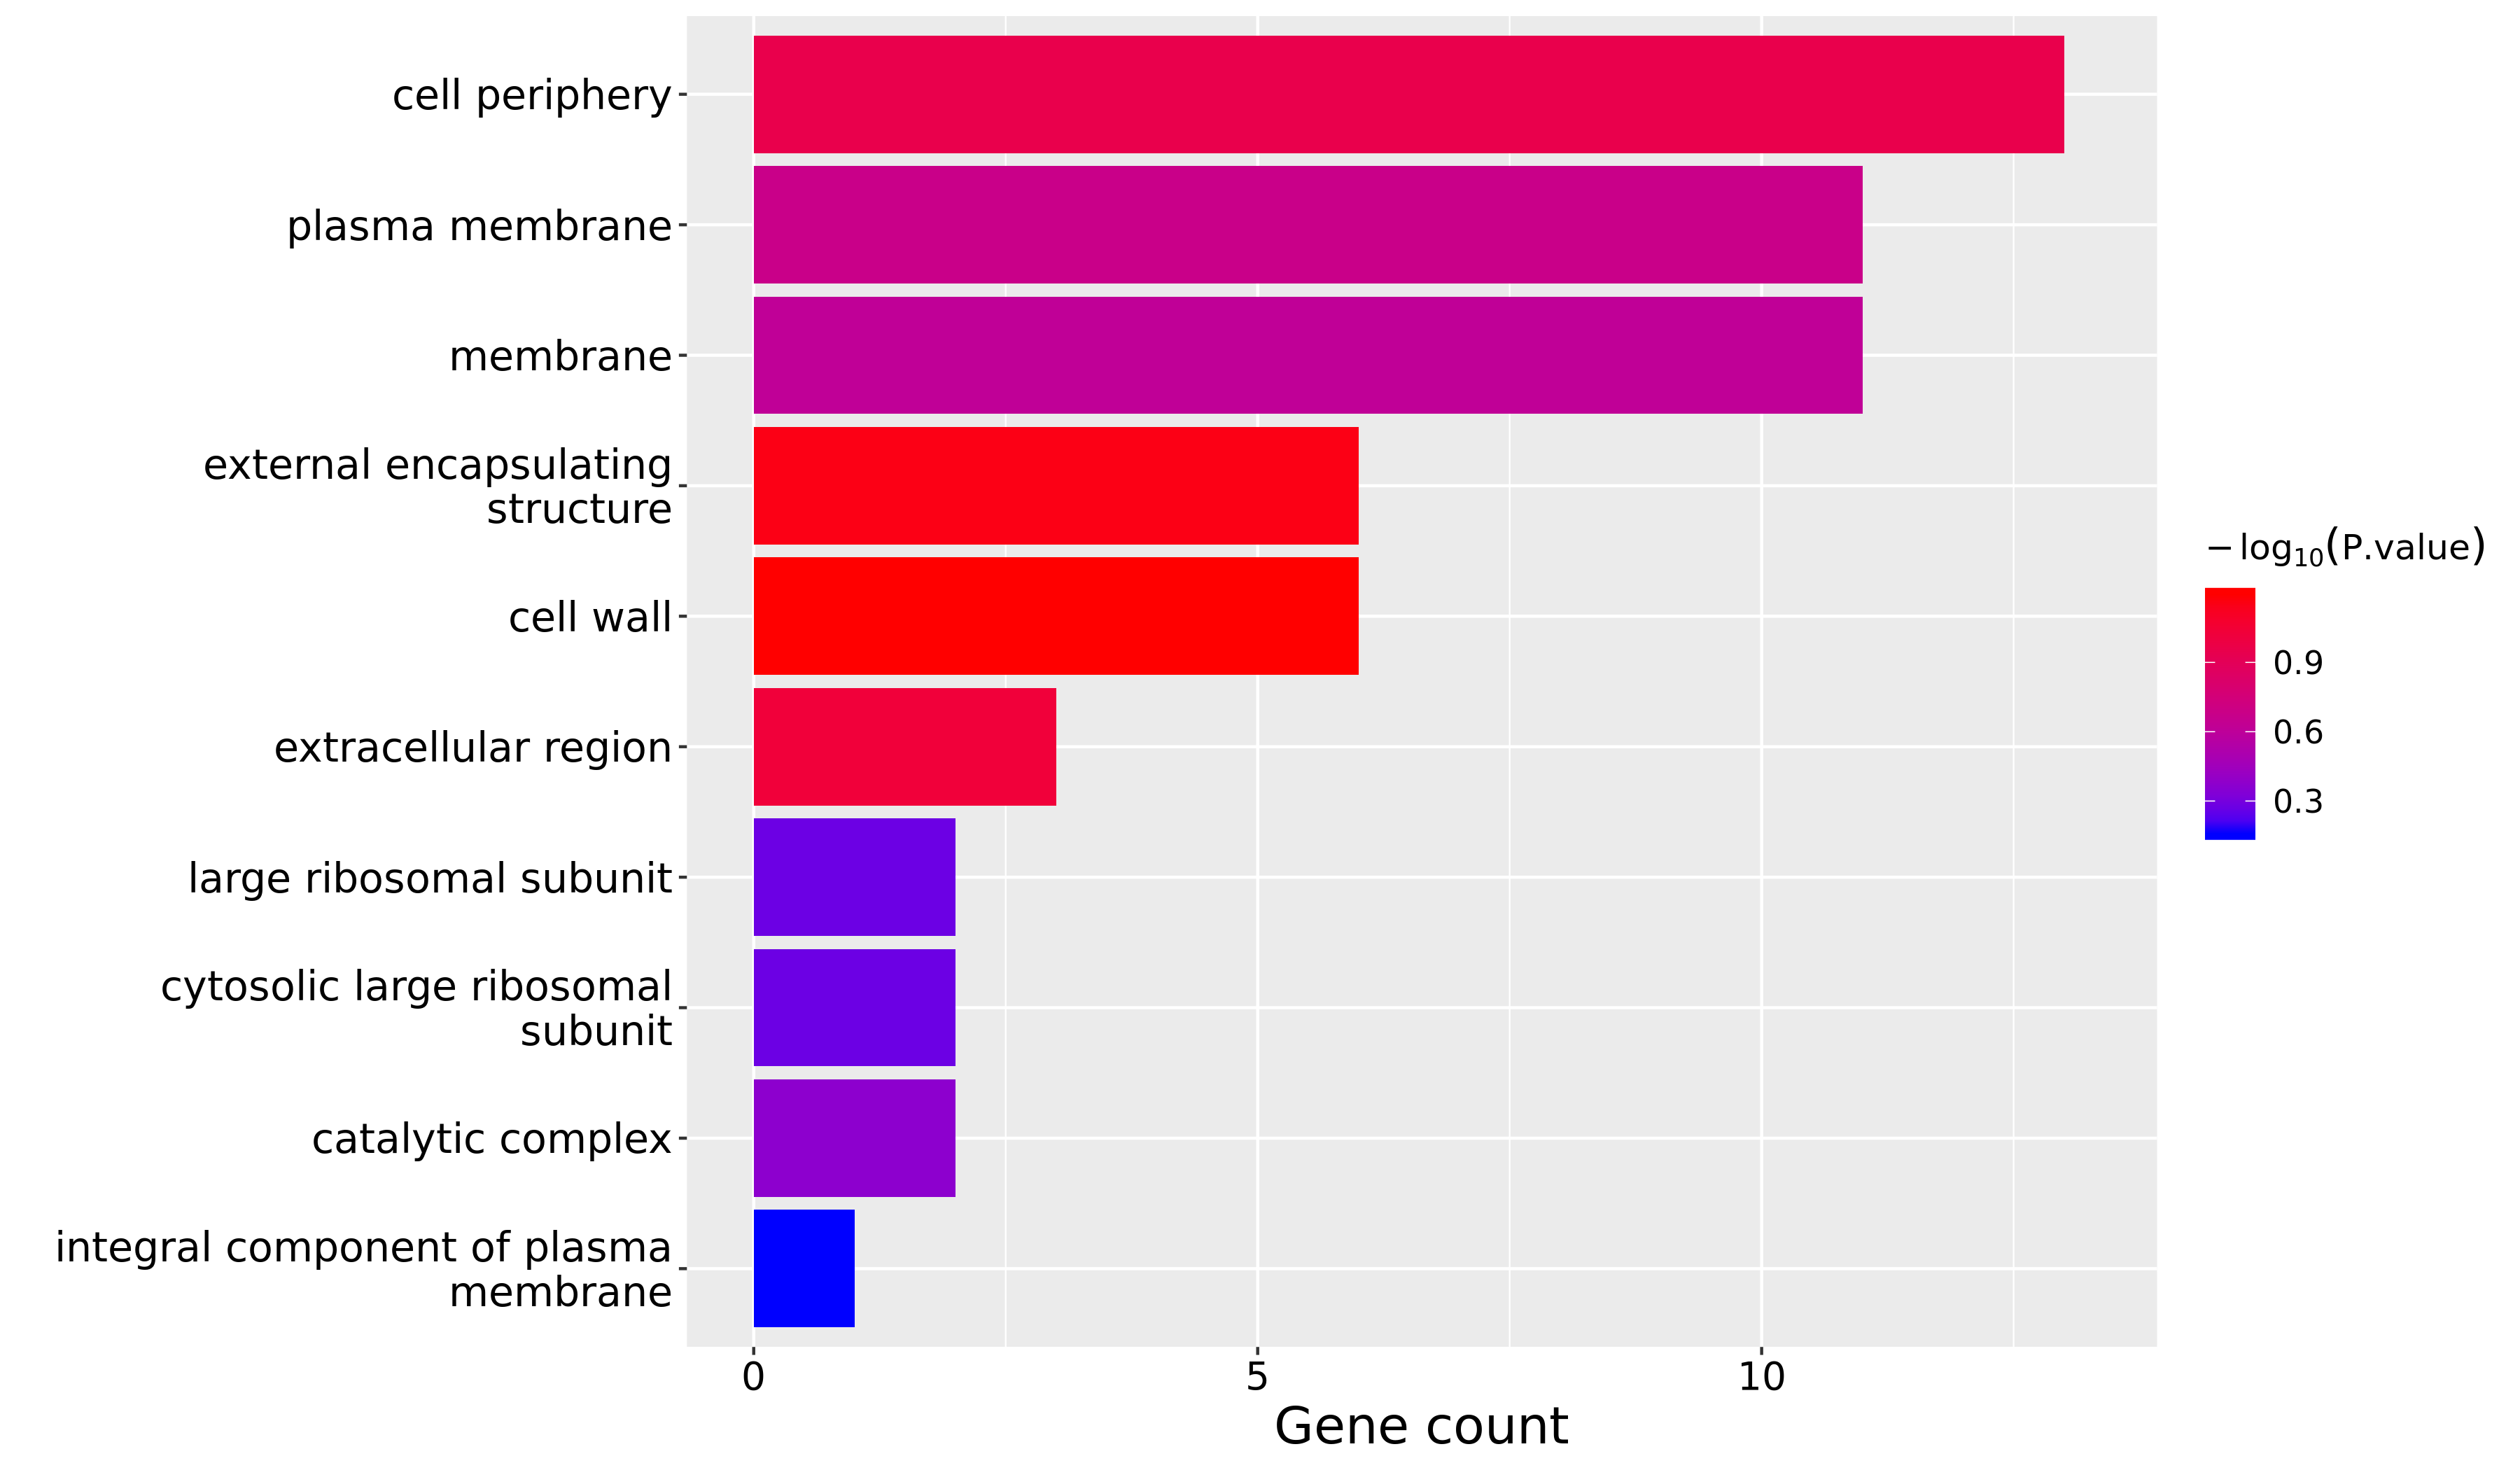 cell periphery
plasma membrane
membrane
external encapsulating
structure
cell wall
extracellular region
large ribosomal subunit
cytosolic large ribosomal
subunit
catalytic complex
integral component of plasma
membrane
0 5 10
Gene count
−log₁₀(P.value)
0.9
0.6
0.3